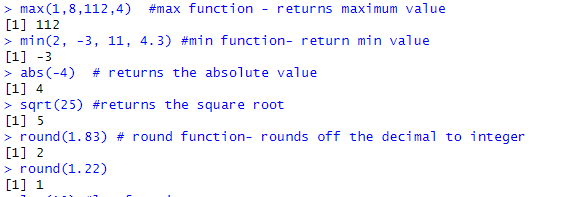 > max(1,8,112,4)  #max function - returns maximum value
[1] 112
> min(2, -3, 11, 4.3) #min function- return min value
[1] -3
> abs(-4)  # returns the absolute value
[1] 4
> sqrt(25) #returns the square root
[1] 5
> round(1.83) # round function- rounds off the decimal to integer
[1] 2
> round(1.22)
[1] 1